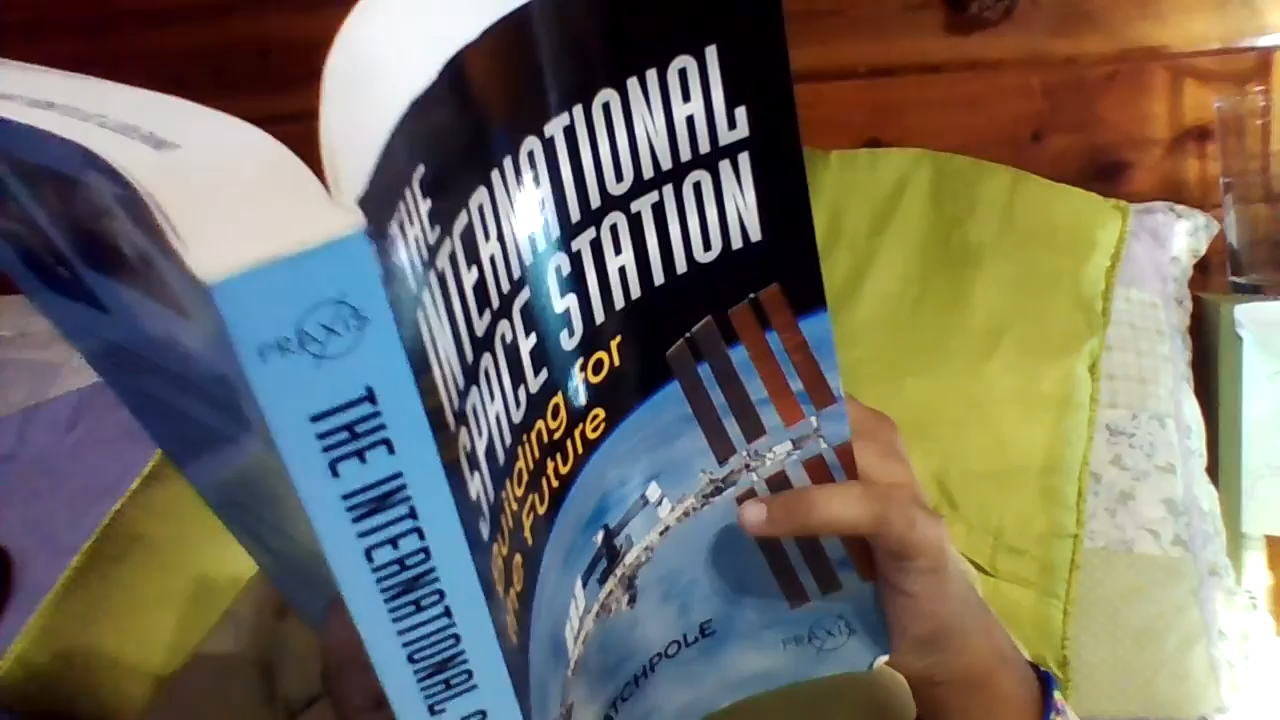 THE
INTERNATIONAL
SPACE STATION
Building for
the Future
ATCHPOLE
PRAXIS
PRAXIS
THE INTERNATIONAL